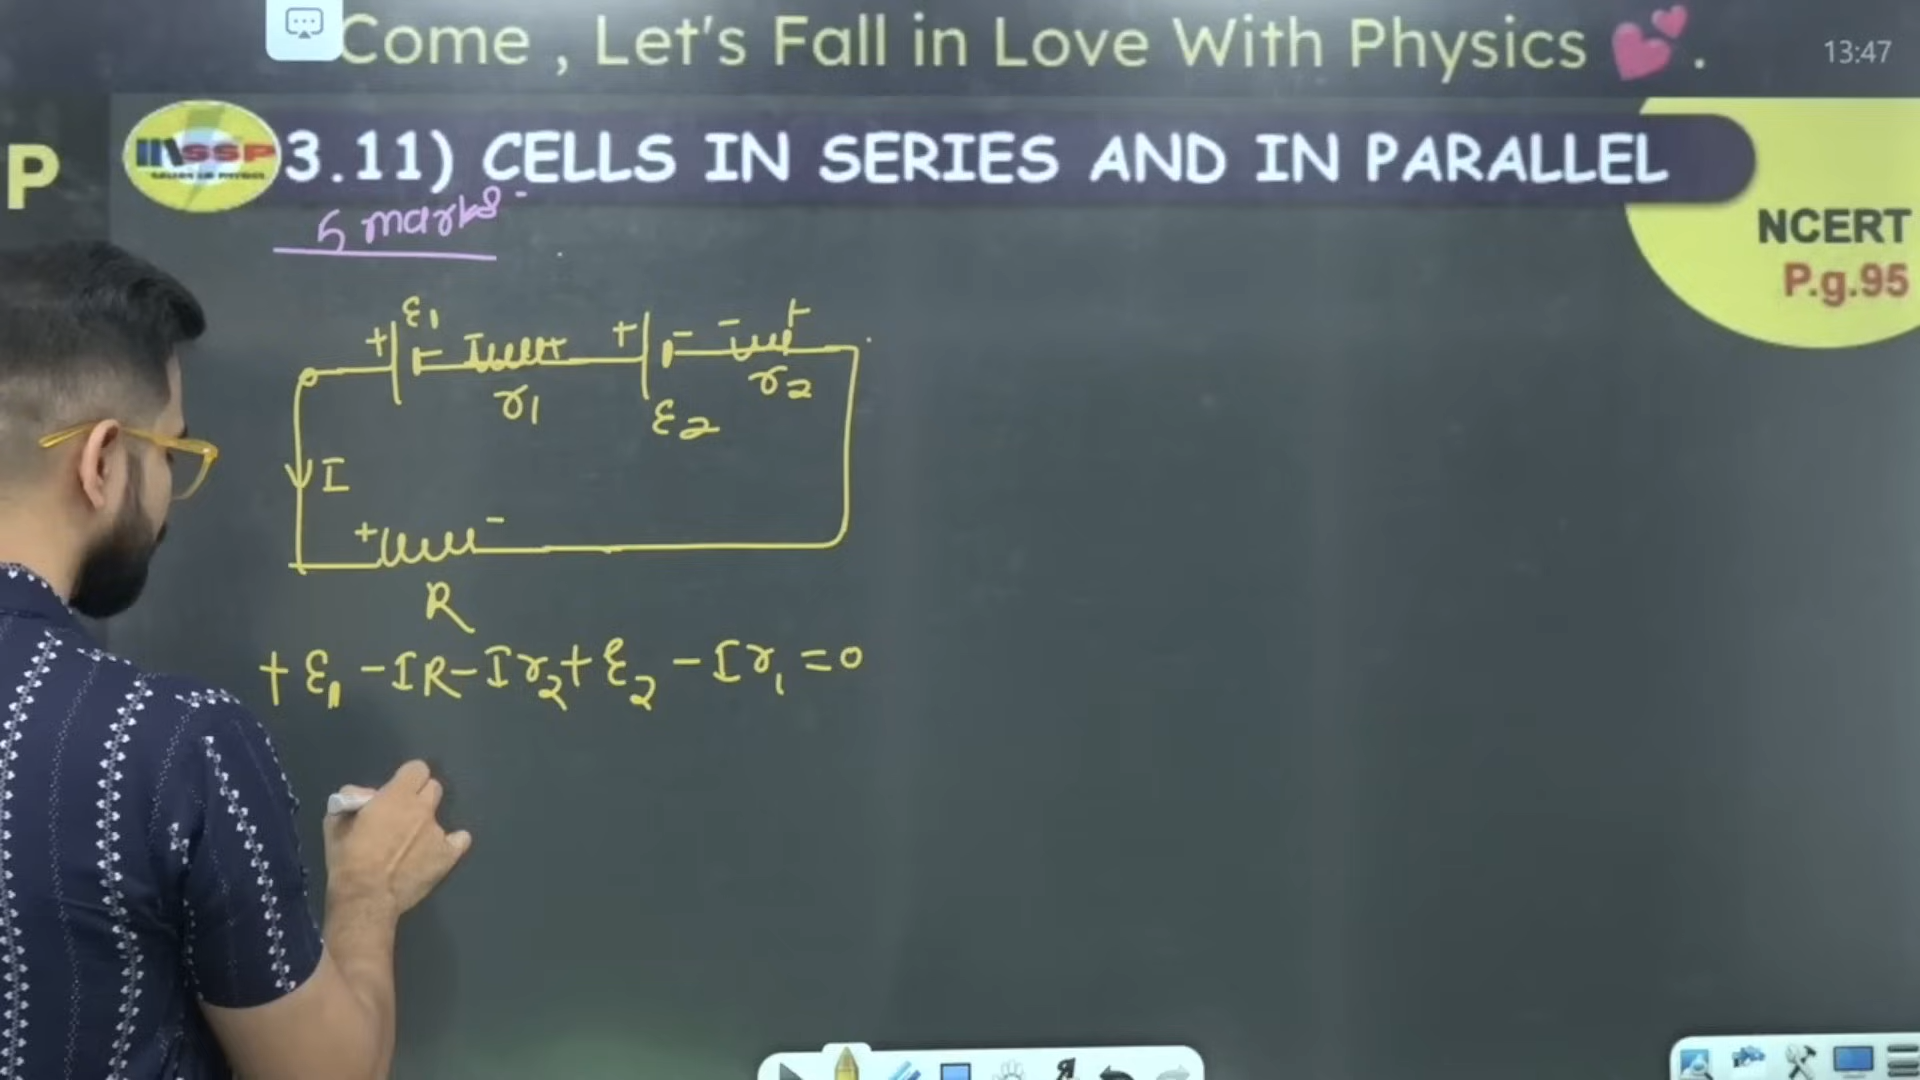 Come , Let's Fall in Love With Physics 💕 .
13:47
P
3.11) CELLS IN SERIES AND IN PARALLEL
5 marks
NCERT
P.g.95
+ ε1 - I + + ε2 - - r2 +
r1
I
+ -
R
+ ε1 - IR - Ir2 + ε2 - Ir1 = 0